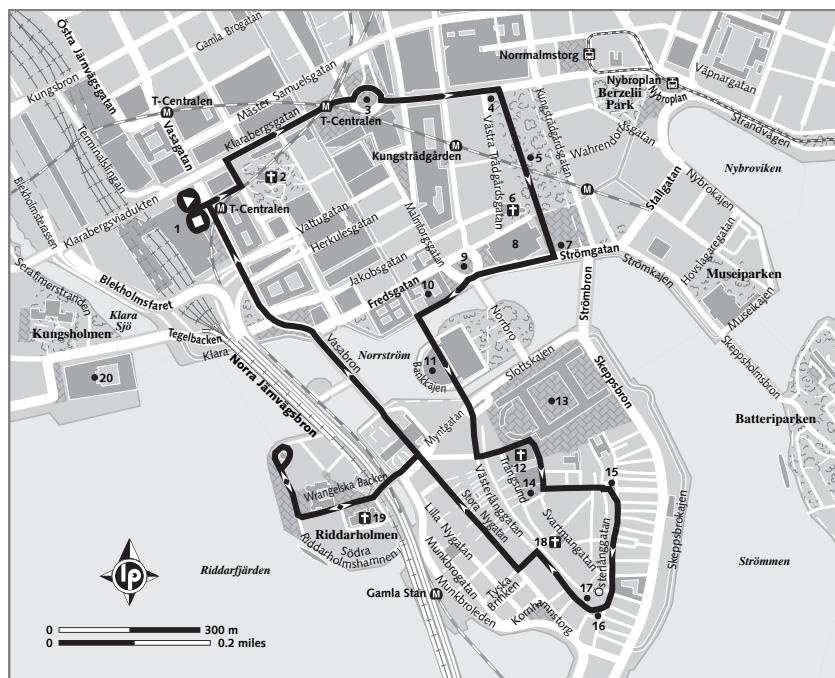 Östra Järnvägsgatan
Gamla Brogatan
Kungsbron
Mäster Samuelsgatan
T-Centralen
M
Vasagatan
Terminalslingan
Klarabergsgatan
M
T-Centralen
3
4
Norrmalmstorg
Nybroplan
Berzelii
Park
Nybroplan
Väpnargatan
Strandvägen
Kungsträdgården
M
Västra Trädgårdsgatan
Kungsträdgårdsgatan
5
Wahrendorffsgatan
M
Stallgatan
Nybrokajen
Nybroviken
Blekholmsterassen
Klarabergsviadukten
2
M
T-Centralen
1
Vattugatan
Herkulesgatan
Malmtorgsgatan
6
8
7
Strömgatan
Hovslagaregatan
Museiparken
Museikajen
Strömkajen
Jakobsgatan
9
Fredsgatan
10
Strömbron
Serafimerstranden
Blekholmsfaret
Klara
Sjö
Kungsholmen
Tegelbacken
Klara
Norra Järnvägsbron
Vasabron
Norrström
Norrbro
11
Bankkajen
Slottskajen
Skeppsbron
Skeppsholmsbron
20
13
Batteriparken
Myntgatan
12
Trångsund
14
15
Wrangelska Backen
19
Riddarholmen
Södra
Riddarholmshamnen
Västerlånggatan
Stora Nygatan
Lilla Nygatan
Svartmangatan
18
Österlånggatan
Skeppsbrokajen
Strömmen
Riddarfjärden
Munkbrogatan
Munkbroleden
Tyska
Brinken
Gamla Stan
M
Kornhamnstorg
17
16
lp
0 300 m
0 0.2 miles